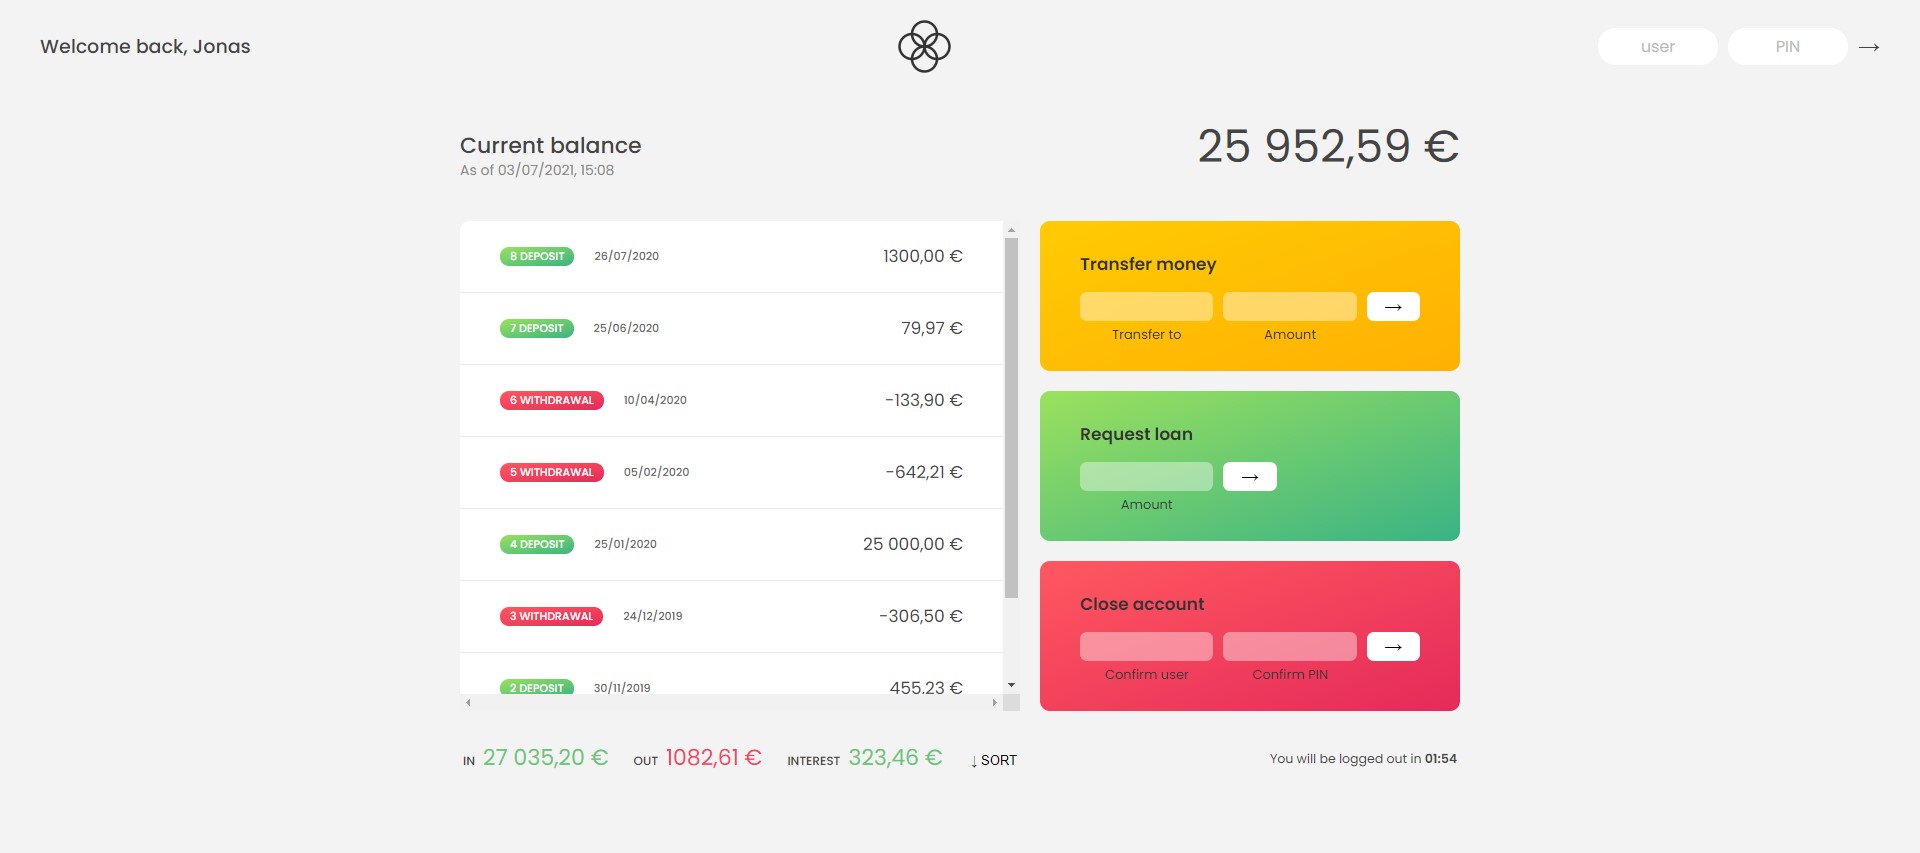 Welcome back, Jonas
user
PIN
→
Current balance
As of 03/07/2021, 15:08
25 952,59 €
8 DEPOSIT 26/07/2020 1300,00 €
7 DEPOSIT 25/06/2020 79,97 €
6 WITHDRAWAL 10/04/2020 -133,90 €
5 WITHDRAWAL 05/02/2020 -642,21 €
4 DEPOSIT 25/01/2020 25 000,00 €
3 WITHDRAWAL 24/12/2019 -306,50 €
2 DEPOSIT 30/11/2019 455,23 €
Transfer money
→
Transfer to Amount
Request loan
→
Amount
Close account
→
Confirm user Confirm PIN
IN 27 035,20 € OUT 1082,61 € INTEREST 323,46 € ↓ SORT
You will be logged out in 01:54